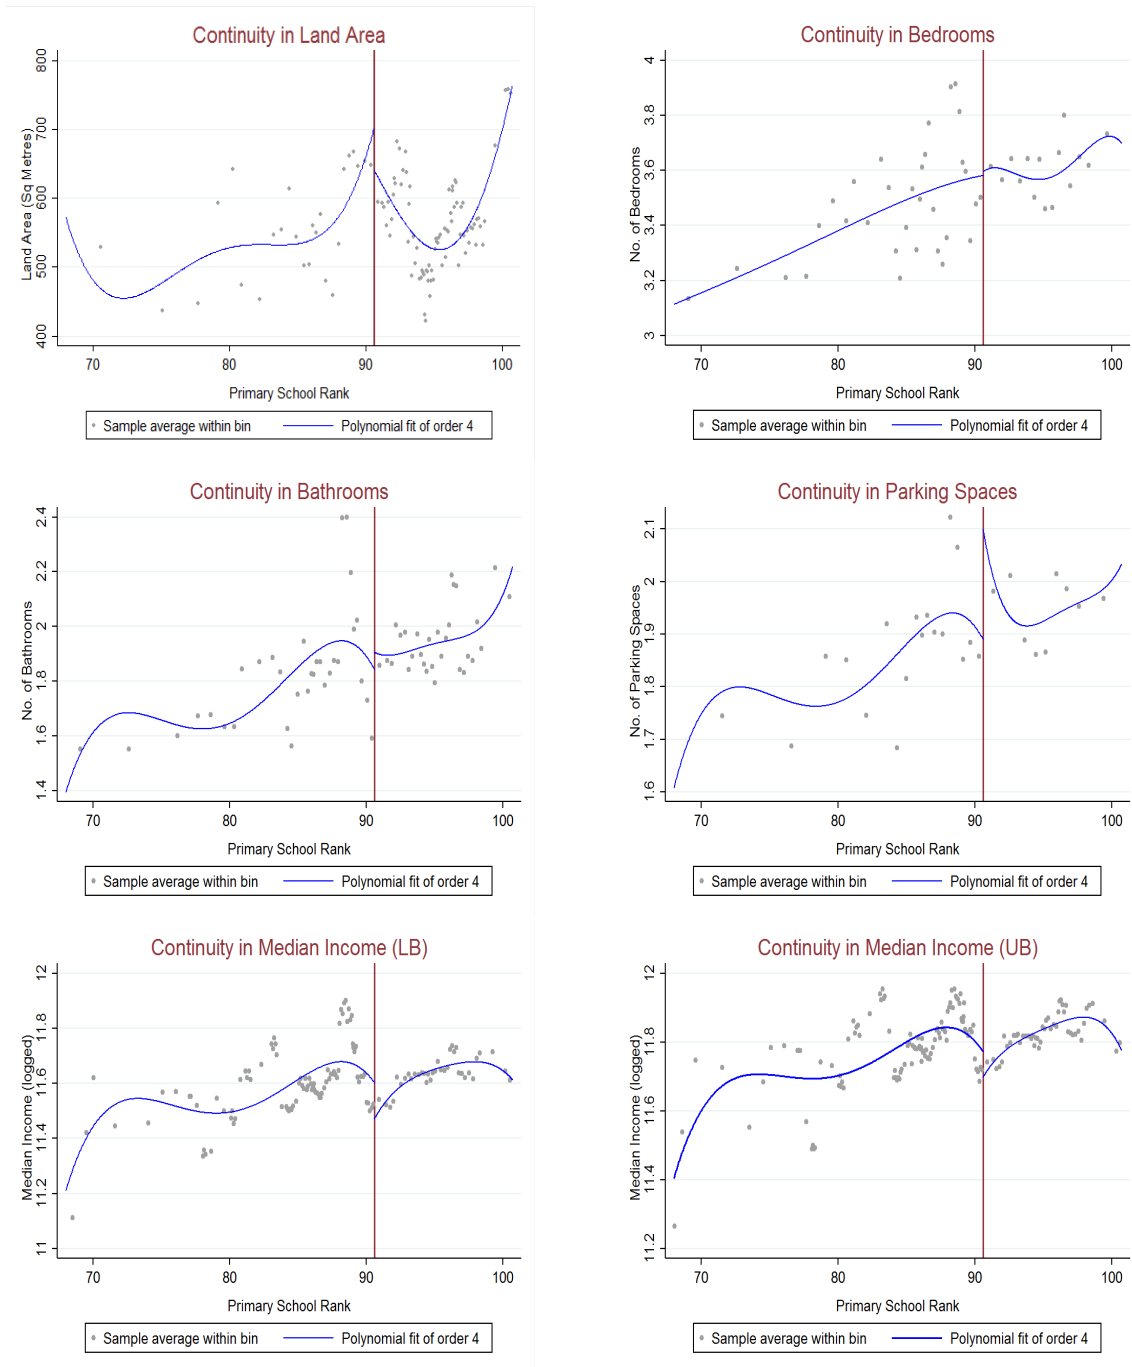 Continuity in Land Area
Land Area (Sq Metres)
800
700
600
500
400
70 80 90 100
Primary School Rank
Sample average within bin Polynomial fit of order 4
Continuity in Bedrooms
No. of Bedrooms
4
3.8
3.6
3.4
3.2
3
70 80 90 100
Primary School Rank
Sample average within bin Polynomial fit of order 4
Continuity in Bathrooms
No. of Bathrooms
2.4
2.2
2
1.8
1.6
1.4
70 80 90 100
Primary School Rank
Sample average within bin Polynomial fit of order 4
Continuity in Parking Spaces
No. of Parking Spaces
2.1
2
1.9
1.8
1.7
1.6
70 80 90 100
Primary School Rank
Sample average within bin Polynomial fit of order 4
Continuity in Median Income (LB)
Median Income (logged)
12
11.8
11.6
11.4
11.2
11
70 80 90 100
Primary School Rank
Sample average within bin Polynomial fit of order 4
Continuity in Median Income (UB)
Median Income (logged)
12
11.8
11.6
11.4
11.2
70 80 90 100
Primary School Rank
Sample average within bin Polynomial fit of order 4